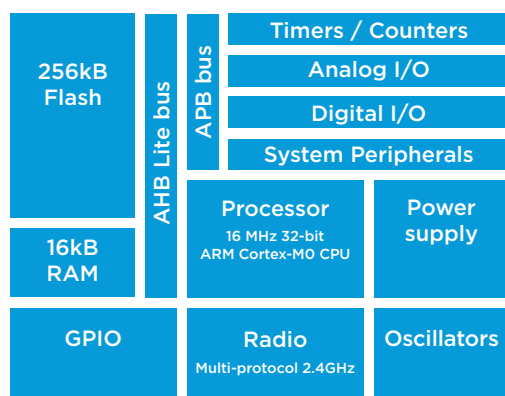 256kB
Flash
AHB Lite bus
APB bus
Timers / Counters
Analog I/O
Digital I/O
System Peripherals
16kB
RAM
Processor
16 MHz 32-bit
ARM Cortex-M0 CPU
Power
supply
GPIO
Radio
Multi-protocol 2.4GHz
Oscillators